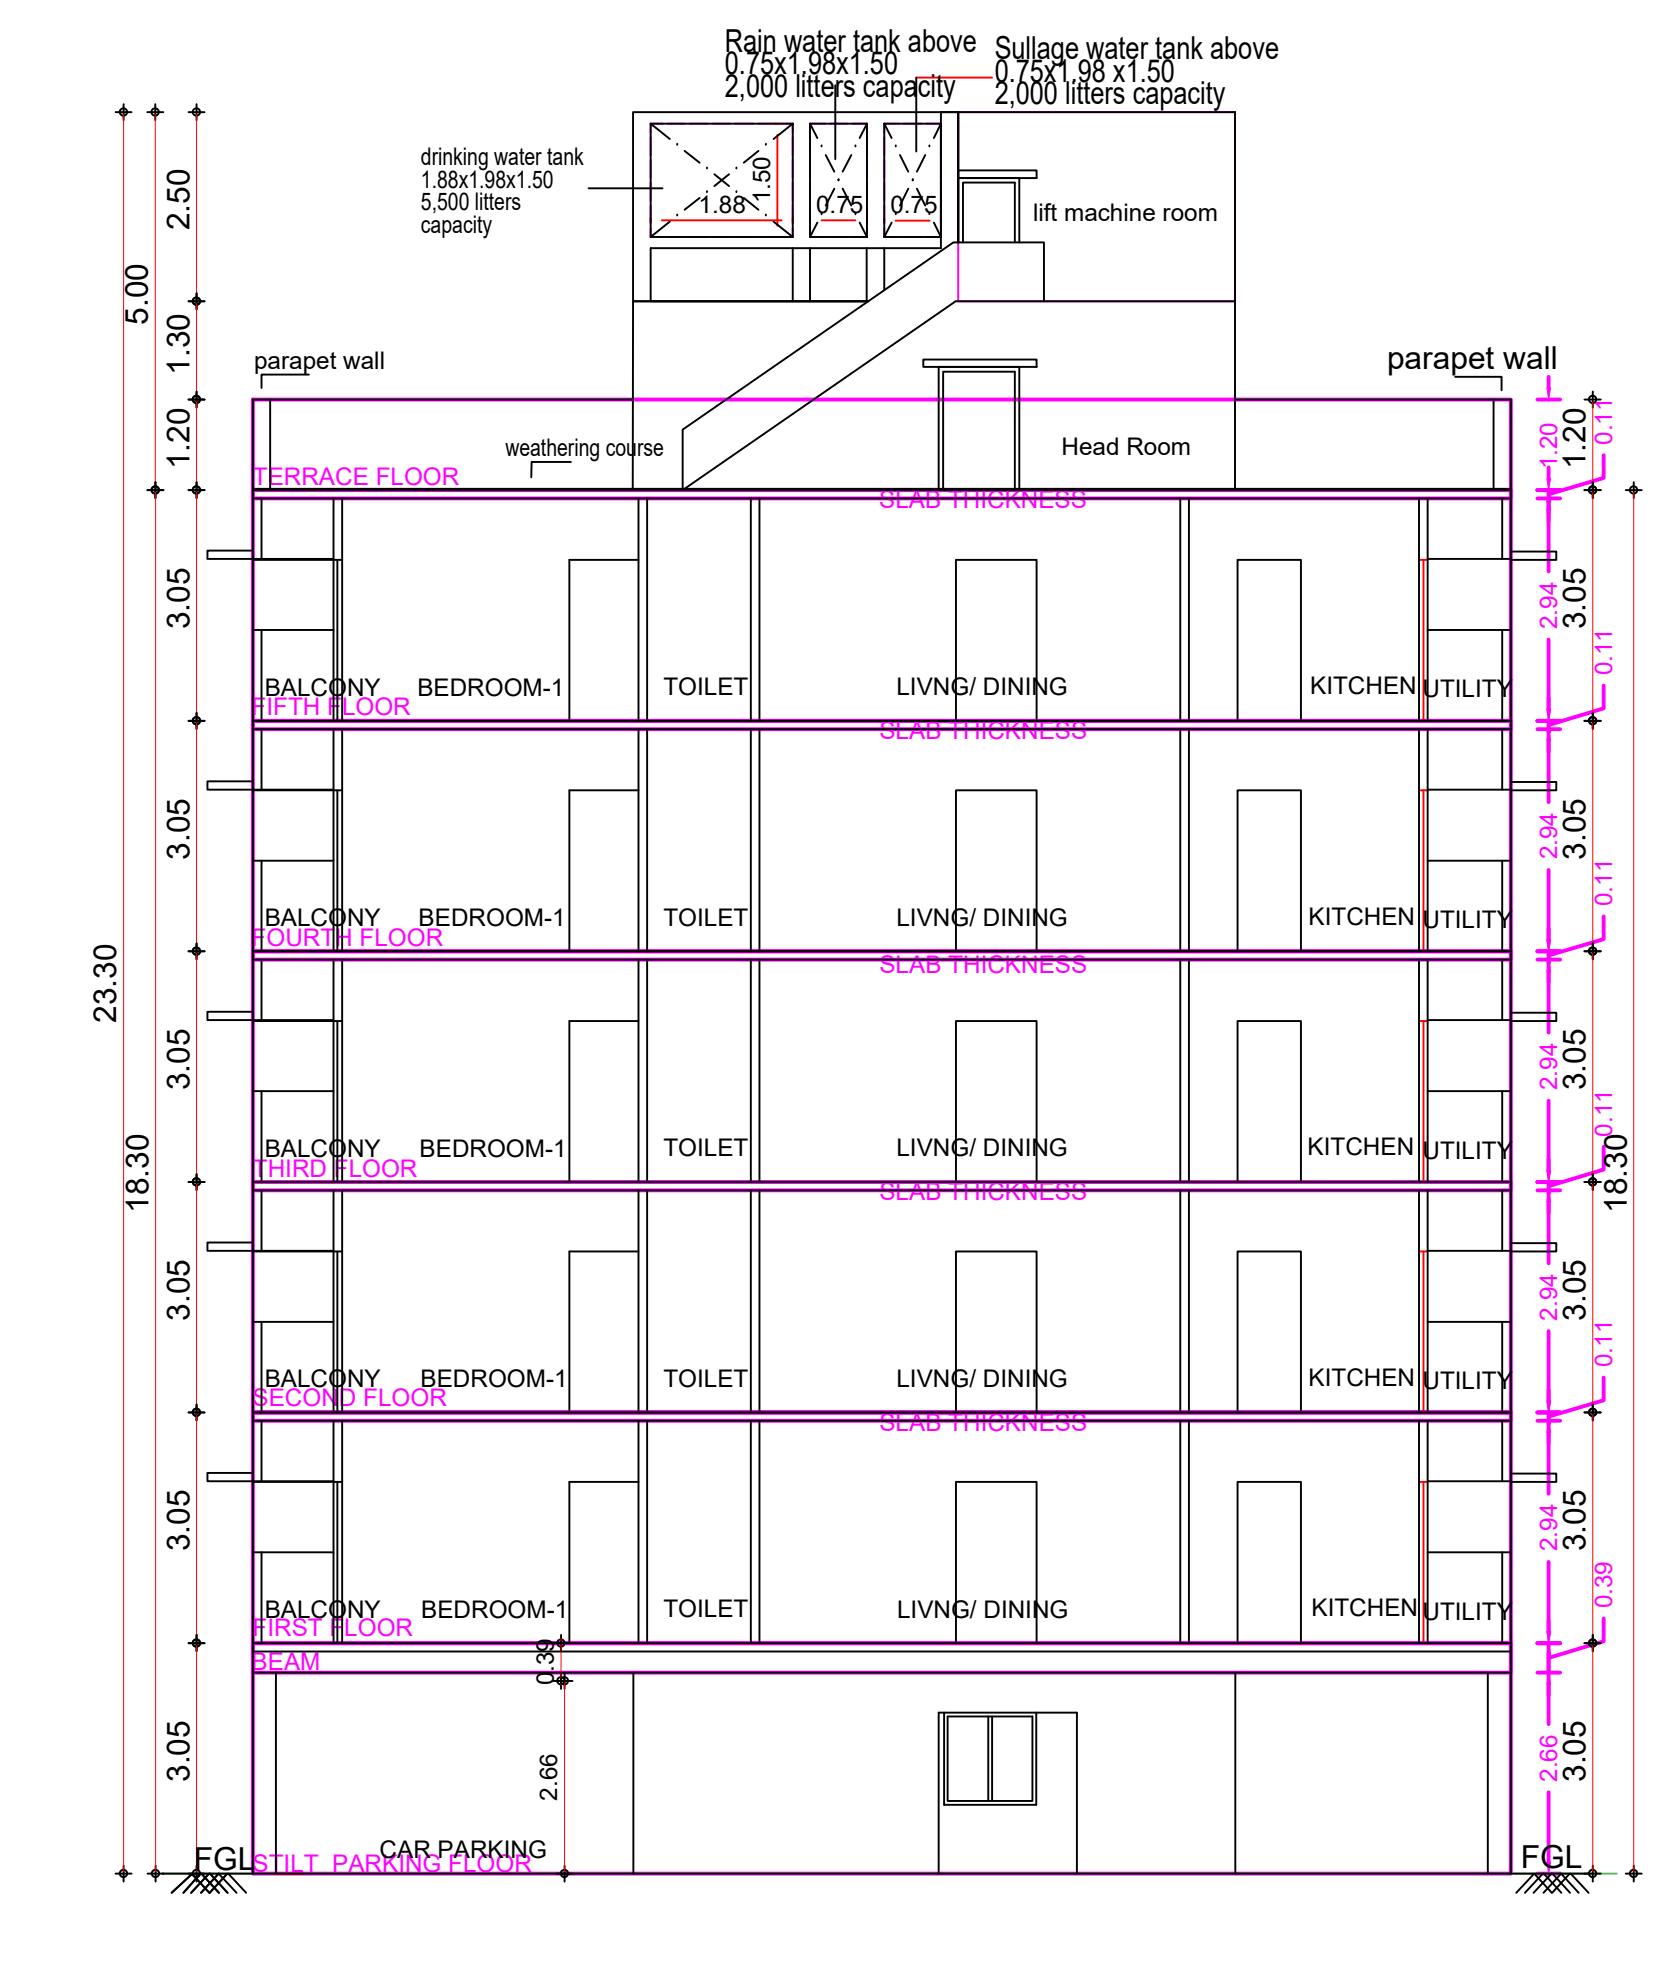 Rain water tank above
0.75x1.98x1.50
2,000 litters capacity
Sullage water tank above
0.75x1.98 x1.50
2,000 litters capacity
drinking water tank
1.88x1.98x1.50
5,500 litters
capacity
1.50
1.88
0.75
0.75
lift machine room
2.50
5.00
1.30
parapet wall
parapet wall
1.20
weathering course
Head Room
1.20
1.20
0.11
TERRACE FLOOR
SLAB THICKNESS
3.05
2.94
3.05
0.11
BALCONY
BEDROOM-1
TOILET
LIVNG/ DINING
KITCHEN
UTILITY
FIFTH FLOOR
SLAB THICKNESS
3.05
2.94
3.05
0.11
BALCONY
BEDROOM-1
TOILET
LIVNG/ DINING
KITCHEN
UTILITY
FOURTH FLOOR
SLAB THICKNESS
23.30
3.05
2.94
3.05
0.11
BALCONY
BEDROOM-1
TOILET
LIVNG/ DINING
KITCHEN
UTILITY
THIRD FLOOR
18.30
18.30
SLAB THICKNESS
3.05
2.94
3.05
0.11
BALCONY
BEDROOM-1
TOILET
LIVNG/ DINING
KITCHEN
UTILITY
SECOND FLOOR
SLAB THICKNESS
3.05
2.94
3.05
0.39
BALCONY
BEDROOM-1
TOILET
LIVNG/ DINING
KITCHEN
UTILITY
FIRST FLOOR
BEAM
0.39
3.05
2.66
2.66
3.05
CAR PARKING
FGL
STILT PARKING FLOOR
FGL